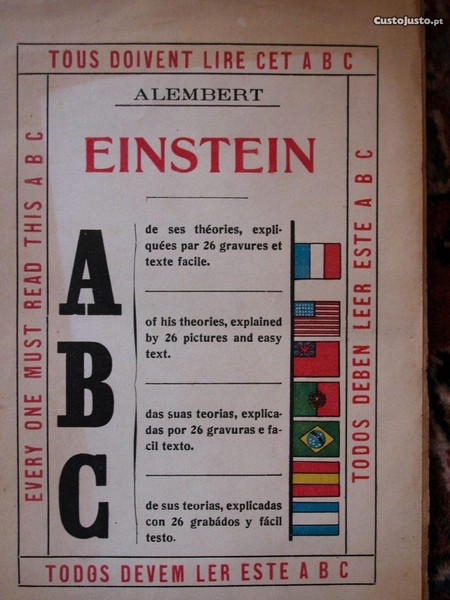 CustoJusto.pt
TOUS DOIVENT LIRE CET A B C
ALEMBERT
EINSTEIN
A
B
C
de ses théories, expli-
quées par 26 gravures et
texte facile.
of his theories, explained
by 26 pictures and easy
text.
das suas teorias, explica-
das por 26 gravuras e fa-
cil texto.
de sus teorias, explicadas
con 26 grabádos y fácil
testo.
EVERY ONE MUST READ THIS A B C
TODOS DEBEN LEER ESTE A B C
TODOS DEVEM LER ESTE A B C